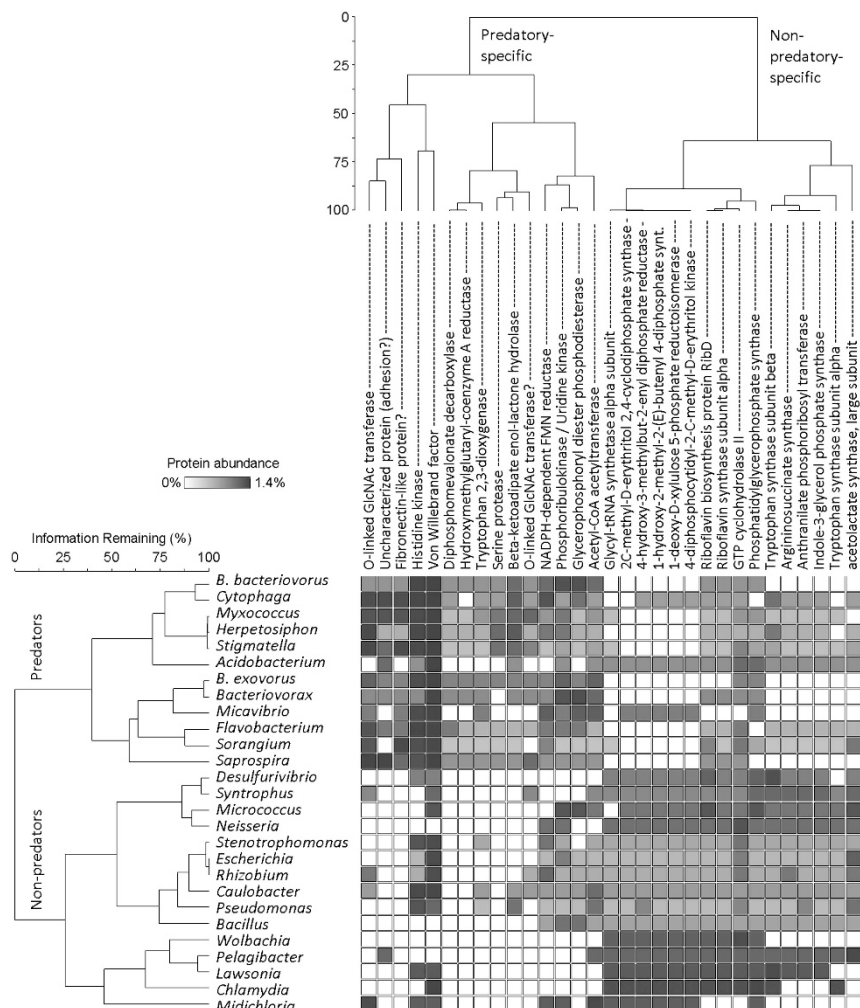 0
25
50
75
100
Predatory-
specific
Non-
predatory-
specific
O-linked GlcNAc transferase
Uncharacterized protein (adhesion?)
Fibronectin-like protein?
Histidine kinase
Von Willebrand factor
Diphosphomevalonate decarboxylase
Hydroxymethylglutaryl-coenzyme A reductase
Tryptophan 2,3-dioxygenase
Serine protease
Beta-ketoadipate enol-lactone hydrolase
O-linked GlcNAc transferase?
NADPH-dependent FMN reductase
Phosphoribulokinase / Uridine kinase
Glycerophosphoryl diester phosphodiesterase
Acetyl-CoA acetyltransferase
Glycyl-tRNA synthetase alpha subunit
2C-methyl-D-erythritol 2,4-cyclodiphosphate synthase
4-hydroxy-3-methylbut-2-enyl diphosphate reductase
1-hydroxy-2-methyl-2-(E)-butenyl 4-diphosphate synt.
1-deoxy-D-xylulose 5-phosphate reductoisomerase
4-diphosphocytidyl-2-C-methyl-D-erythritol kinase
Riboflavin biosynthesis protein RibD
Riboflavin synthase subunit alpha
GTP cyclohydrolase II
Phosphatidylglycerophosphate synthase
Tryptophan synthase subunit beta
Argininosuccinate synthase
Anthranilate phosphoribosyl transferase
Indole-3-glycerol phosphate synthase
Tryptophan synthase subunit alpha
acetolactate synthase, large subunit
Protein abundance
0% 1.4%
Information Remaining (%)
0 25 50 75 100
Predators
Non-predators
B. bacteriovorus
Cytophaga
Myxococcus
Herpetosiphon
Stigmatella
Acidobacterium
B. exovorus
Bacteriovorax
Micavibrio
Flavobacterium
Sorangium
Saprospira
Desulfurivibrio
Syntrophus
Micrococcus
Neisseria
Stenotrophomonas
Escherichia
Rhizobium
Caulobacter
Pseudomonas
Bacillus
Wolbachia
Pelagibacter
Lawsonia
Chlamydia
Midichloria